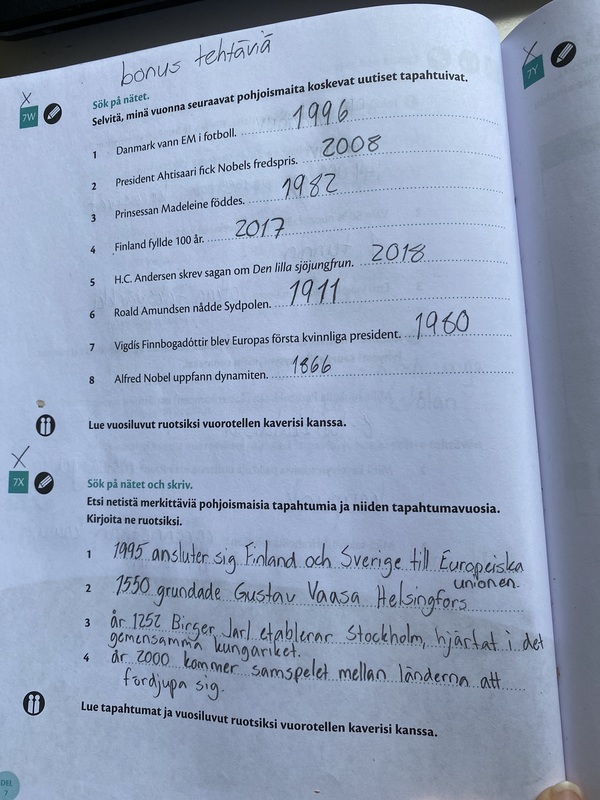 bonus tehtäviä
X
7W
Sök på nätet.
Selvitä, minä vuonna seuraavat pohjoismaita koskevat uutiset tapahtuivat.
1 Danmark vann EM i fotboll. 1996
2 President Ahtisaari fick Nobels fredspris. 2008
3 Prinsessan Madeleine föddes. 1982
4 Finland fyllde 100 år. 2017
5 H.C. Andersen skrev sagan om Den lilla sjöjungfrun. 2018
6 Roald Amundsen nådde Sydpolen. 1911
7 Vigdís Finnbogadóttir blev Europas första kvinnliga president. 1980
8 Alfred Nobel uppfann dynamiten. 1866
Lue vuosiluvut ruotsiksi vuorotellen kaverisi kanssa.
X
7X
Sök på nätet och skriv.
Etsi netistä merkittäviä pohjoismaisia tapahtumia ja niiden tapahtumavuosia.
Kirjoita ne ruotsiksi.
1 1995 ansluter sig Finland och Sverige till Europeiska
unionen.
2 1550 grundade Gustav Vaasa Helsingfors
3 år 1252 Birger Jarl etablerar Stockholm, hjärtat i det
gemensamma kungariket.
4 år 2000 kommer samspelet mellan länderna att
fördjupa sig.
Lue tapahtumat ja vuosiluvut ruotsiksi vuorotellen kaverisi kanssa.
DEL
7
X
7Y